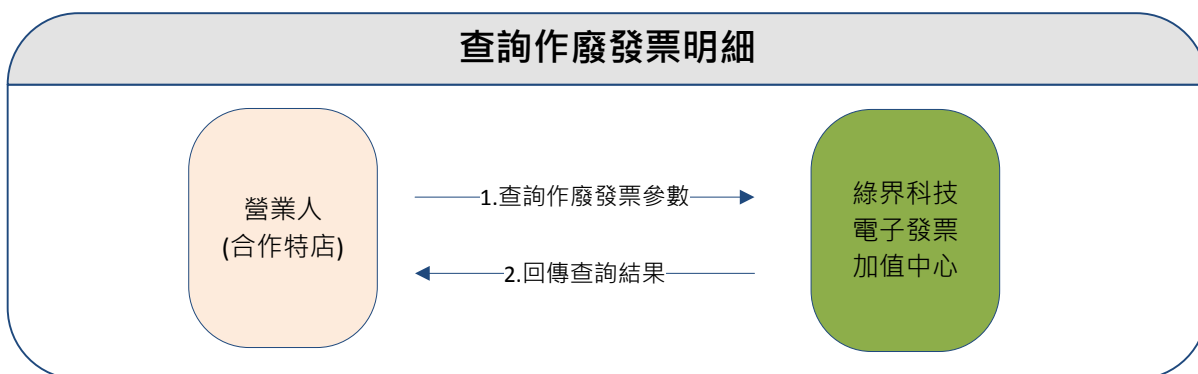 查詢作廢發票明細
營業人
(合作特店)
1.查詢作廢發票參數
2.回傳查詢結果
綠界科技
電子發票
加值中心